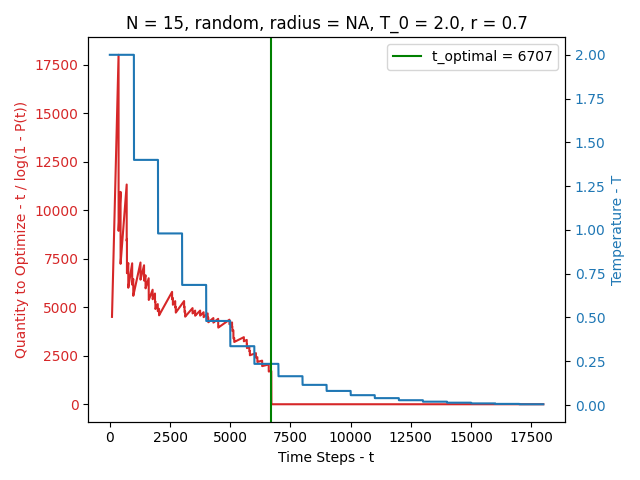 N = 15, random, radius = NA, T_0 = 2.0, r = 0.7
t_optimal = 6707
Quantity to Optimize - t / log(1 - P(t))
17500
15000
12500
10000
7500
5000
2500
0
2.00
1.75
1.50
1.25
1.00
0.75
0.50
0.25
0.00
Temperature - T
0 2500 5000 7500 10000 12500 15000 17500
Time Steps - t